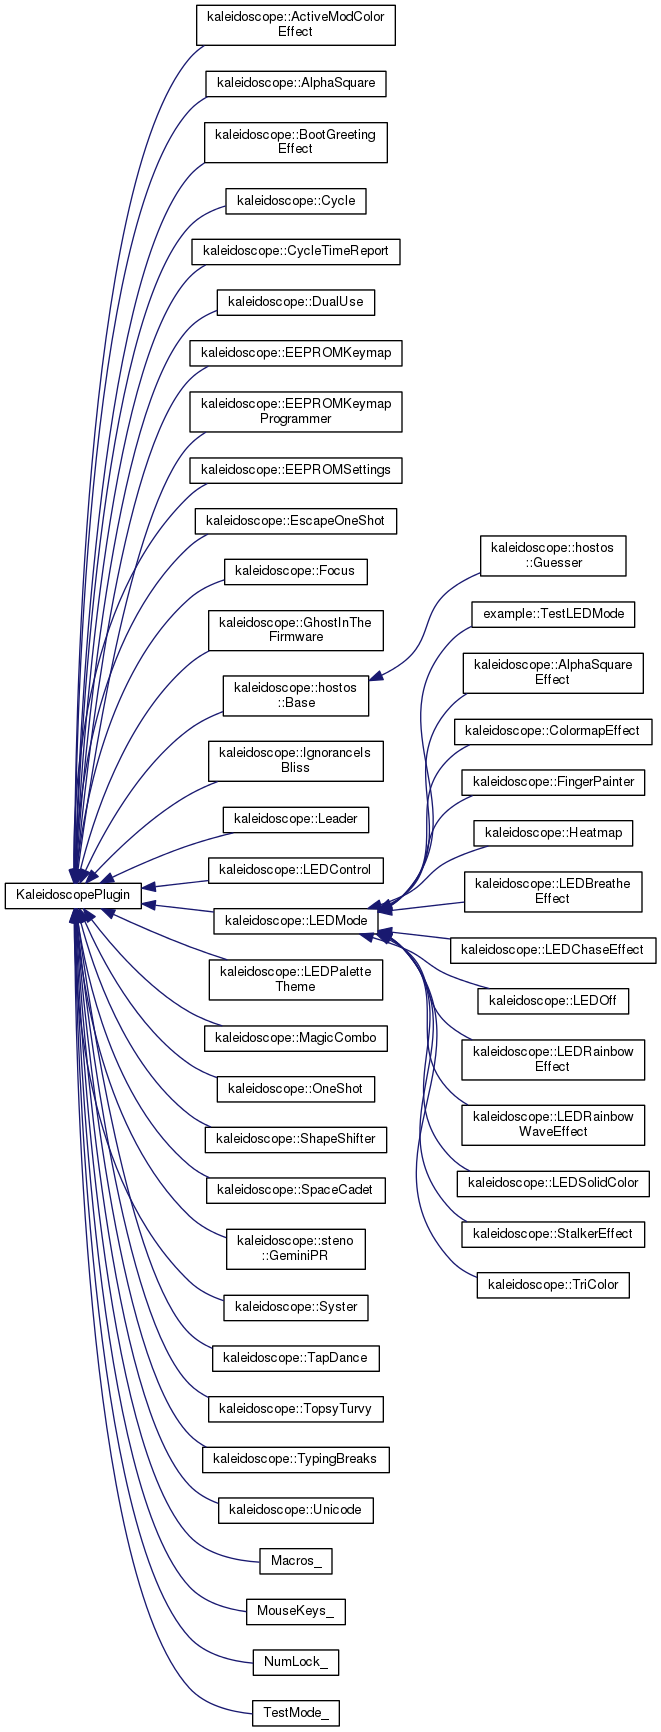 kaleidoscope::ActiveModColor
Effect
kaleidoscope::AlphaSquare
kaleidoscope::BootGreeting
Effect
kaleidoscope::Cycle
kaleidoscope::CycleTimeReport
kaleidoscope::DualUse
kaleidoscope::EEPROMKeymap
kaleidoscope::EEPROMKeymap
Programmer
kaleidoscope::EEPROMSettings
kaleidoscope::EscapeOneShot
kaleidoscope::Focus
kaleidoscope::GhostInThe
Firmware
kaleidoscope::hostos
::Base
kaleidoscope::IgnoranceIs
Bliss
kaleidoscope::Leader
kaleidoscope::LEDControl
KaleidoscopePlugin
kaleidoscope::LEDMode
kaleidoscope::LEDPalette
Theme
kaleidoscope::MagicCombo
kaleidoscope::OneShot
kaleidoscope::ShapeShifter
kaleidoscope::SpaceCadet
kaleidoscope::steno
::GeminiPR
kaleidoscope::Syster
kaleidoscope::TapDance
kaleidoscope::TopsyTurvy
kaleidoscope::TypingBreaks
kaleidoscope::Unicode
Macros_
MouseKeys_
NumLock_
TestMode_
kaleidoscope::hostos
::Guesser
example::TestLEDMode
kaleidoscope::AlphaSquare
Effect
kaleidoscope::ColormapEffect
kaleidoscope::FingerPainter
kaleidoscope::Heatmap
kaleidoscope::LEDBreathe
Effect
kaleidoscope::LEDChaseEffect
kaleidoscope::LEDOff
kaleidoscope::LEDRainbow
Effect
kaleidoscope::LEDRainbow
WaveEffect
kaleidoscope::LEDSolidColor
kaleidoscope::StalkerEffect
kaleidoscope::TriColor